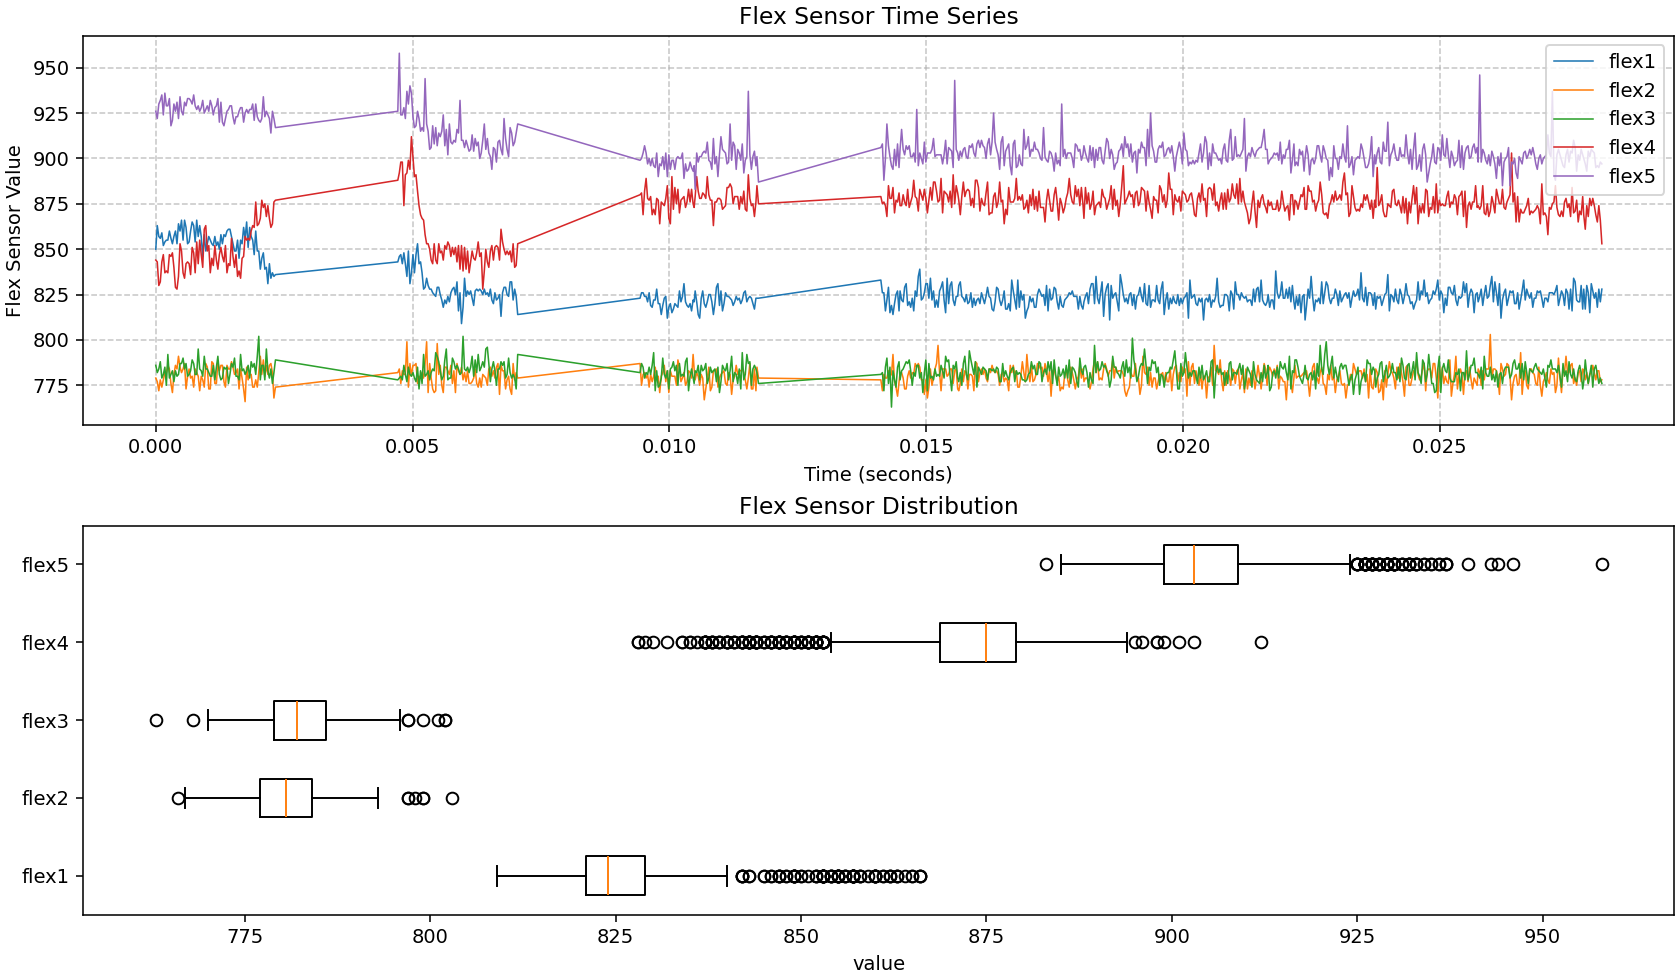 Flex Sensor Time Series
Flex Sensor Value
950
925
900
875
850
825
800
775
flex1
flex2
flex3
flex4
flex5
0.000 0.005 0.010 0.015 0.020 0.025
Time (seconds)
Flex Sensor Distribution
flex5
flex4
flex3
flex2
flex1
775 800 825 850 875 900 925 950
value